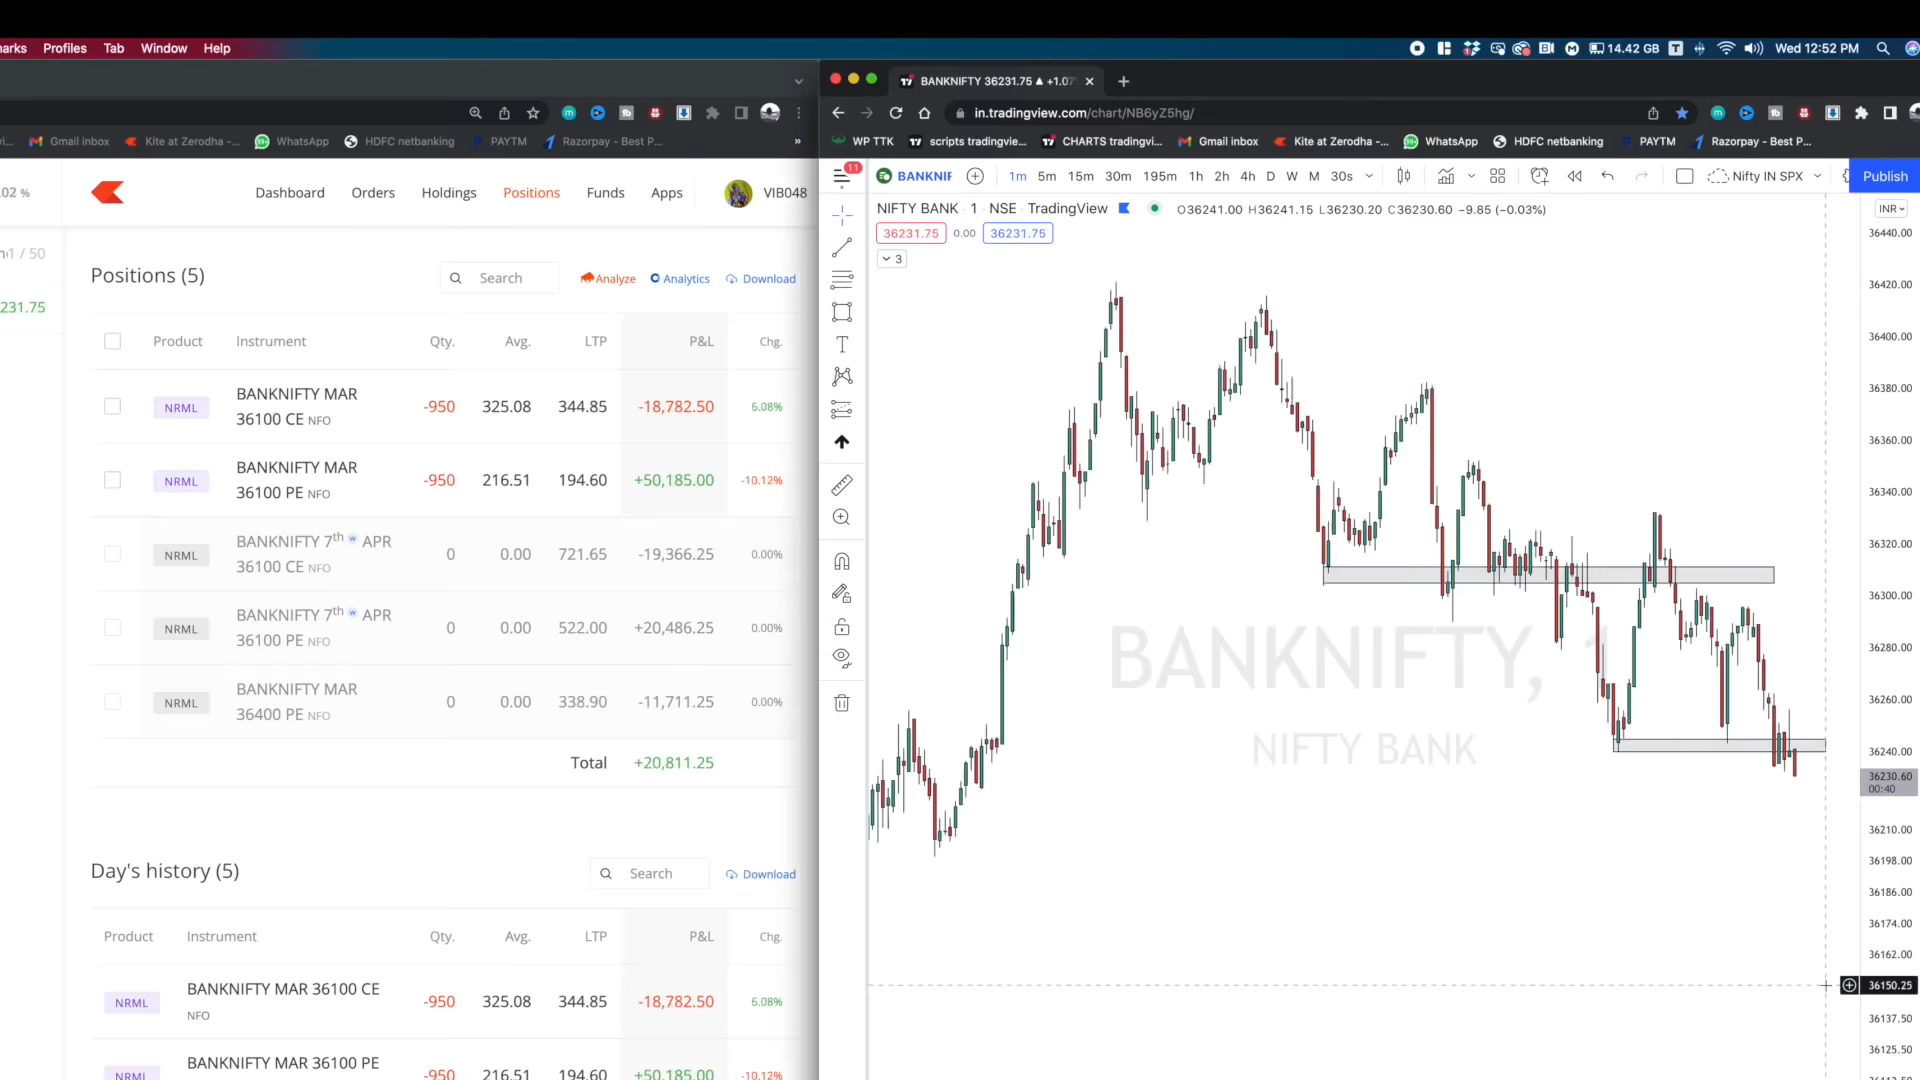 Profiles Tab Window Help
14.42 GB T Wed 12:52 PM
BANKNIFTY 36231.75 ▲ +1.07
in.tradingview.com/chart/NB6yZ5hg/
Gmail inbox Kite at Zerodha -... WhatsApp HDFC netbanking PAYTM Razorpay - Best P... »
WP TTK scripts tradingvie... CHARTS tradingvi... Gmail inbox Kite at Zerodha -... WhatsApp HDFC netbanking PAYTM Razorpay - Best P...
.02 %
Dashboard Orders Holdings Positions Funds Apps VIB048
1 / 50
231.75
Positions (5)
Search Analyze Analytics Download
Product Instrument Qty. Avg. LTP P&L Chg.
NRML BANKNIFTY MAR 36100 CE NFO -950 325.08 344.85 -18,782.50 6.08%
NRML BANKNIFTY MAR 36100 PE NFO -950 216.51 194.60 +50,185.00 -10.12%
NRML BANKNIFTY 7th w APR 36100 CE NFO 0 0.00 721.65 -19,366.25 0.00%
NRML BANKNIFTY 7th w APR 36100 PE NFO 0 0.00 522.00 +20,486.25 0.00%
NRML BANKNIFTY MAR 36400 PE NFO 0 0.00 338.90 -11,711.25 0.00%
Total +20,811.25
Day's history (5)
Search Download
Product Instrument Qty. Avg. LTP P&L Chg.
NRML BANKNIFTY MAR 36100 CE NFO -950 325.08 344.85 -18,782.50 6.08%
NRML BANKNIFTY MAR 36100 PE -950 216.51 194.60 +50,185.00 -10.12%
11
BANKNIF 1m 5m 15m 30m 195m 1h 2h 4h D W M 30s Nifty IN SPX Publish
NIFTY BANK · 1 · NSE · TradingView O36241.00 H36241.15 L36230.20 C36230.60 −9.85 (−0.03%)
36231.75 0.00 36231.75
3
BANKNIFTY, 1
NIFTY BANK
INR
36440.00
36420.00
36400.00
36380.00
36360.00
36340.00
36320.00
36300.00
36280.00
36260.00
36240.00
36230.60
00:40
36210.00
36198.00
36186.00
36174.00
36162.00
36150.25
36137.50
36125.50